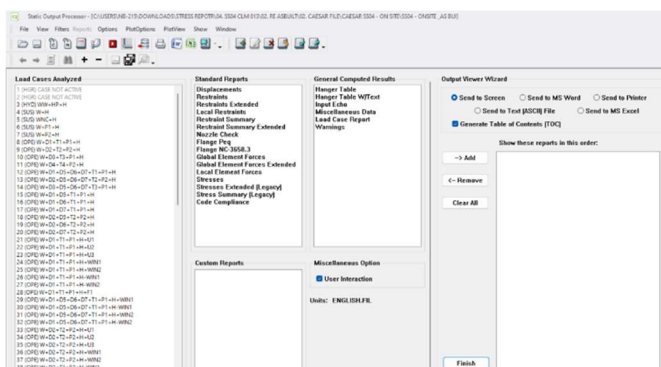 Static Output Processor - [C:\USERS\NB-219\DOWNLOADS\STRESS REPOTR\04. SS04 CLM 013\02. RE ASBUILT\02. CAESAR FILE\CAESAR SS04 - ON SITE\SS04 - ONSITE _AS BUI]
File View Filters Reports Options PlotOptions PlotView Show Window
Load Cases Analyzed
1 (HGR) CASE NOT ACTIVE
2 (HGR) CASE NOT ACTIVE
3 (HYD) WW+HP+H
4 (SUS) W+H
5 (SUS) WNC+H
6 (SUS) W+P1+H
7 (SUS) W+P2+H
8 (OPE) W+D1+T1+P1+H
9 (OPE) W+D2+T2+P2+H
10 (OPE) W+D3+T3+P1+H
11 (OPE) W+D4+T4+P2+H
12 (OPE) W+D1+D5+D6+D7+T1+P1+H
13 (OPE) W+D2+D5+D6+D7+T2+P2+H
14 (OPE) W+D3+D5+D6+D7+T3+P1+H
15 (OPE) W+D1+D5+T1+P1+H
16 (OPE) W+D1+D6+T1+P1+H
17 (OPE) W+D1+D7+T1+P1+H
18 (OPE) W+D2+D5+T2+P2+H
19 (OPE) W+D2+D6+T2+P2+H
20 (OPE) W+D2+D7+T2+P2+H
21 (OPE) W+D1+T1+P1+H+U1
22 (OPE) W+D1+T1+P1+H+U2
23 (OPE) W+D1+T1+P1+H+U3
24 (OPE) W+D1+T1+P1+H+WIN1
25 (OPE) W+D1+T1+P1+H+WIN2
26 (OPE) W+D1+T1+P1+H-WIN1
27 (OPE) W+D1+T1+P1+H-WIN2
28 (OPE) W+D1+T1+P1+H+F1
29 (OPE) W+D1+D5+D6+D7+T1+P1+H+WIN1
30 (OPE) W+D1+D5+D6+D7+T1+P1+H-WIN1
31 (OPE) W+D1+D5+D6+D7+T1+P1+H+WIN2
32 (OPE) W+D1+D5+D6+D7+T1+P1+H-WIN2
33 (OPE) W+D2+T2+P2+H+U1
34 (OPE) W+D2+T2+P2+H+U2
35 (OPE) W+D2+T2+P2+H+U3
36 (OPE) W+D2+T2+P2+H+WIN1
37 (OPE) W+D2+T2+P2+H+WIN2
Standard Reports
Displacements
Restraints
Restraints Extended
Local Restraints
Restraint Summary
Restraint Summary Extended
Nozzle Check
Flange Peq
Flange NC-3658.3
Global Element Forces
Global Element Forces Extended
Local Element Forces
Stresses
Stresses Extended (Legacy)
Stress Summary (Legacy)
Code Compliance
Custom Reports
General Computed Results
Hanger Table
Hanger Table W/Text
Input Echo
Miscellaneous Data
Load Case Report
Warnings
Miscellaneous Option
User Interaction
Units: ENGLISH.FIL
Output Viewer Wizard
Send to Screen Send to MS Word Send to Printer
Send to Text (ASCII) File Send to MS Excel
Generate Table of Contents (TOC)
Show these reports in this order:
--> Add
<-- Remove
Clear All
Finish